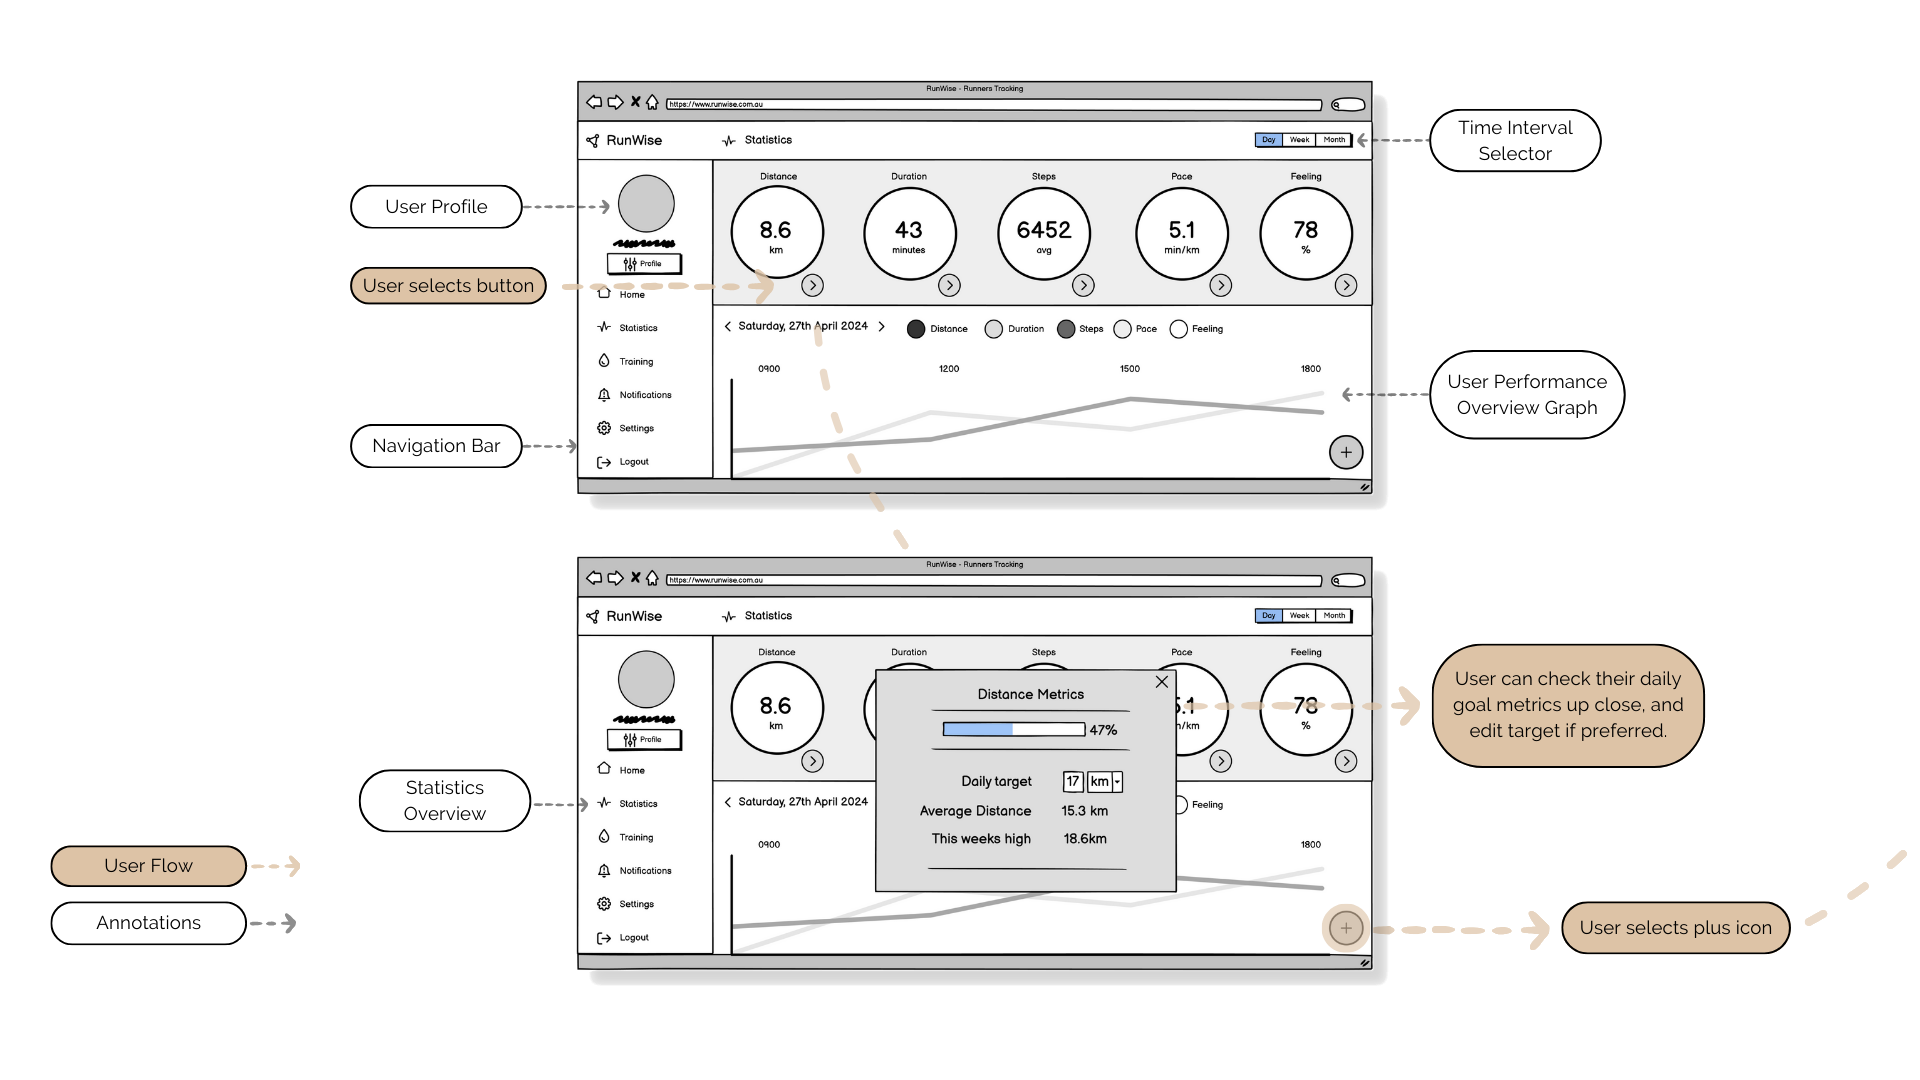 RunWise - Runners Tracking
https://www.runwise.com.au
RunWise
Statistics
Day Week Month
Time Interval
Selector
User Profile
Profile
User selects button
Home
Statistics
Training
Notifications
Settings
Logout
Navigation Bar
Distance Duration Steps Pace Feeling
8.6 43 6452 5.1 78
km minutes avg min/km %
Saturday, 27th April 2024
Distance Duration Steps Pace Feeling
0900 1200 1500 1800
User Performance
Overview Graph
RunWise - Runners Tracking
https://www.runwise.com.au
RunWise
Statistics
Day Week Month
Profile
Home
Statistics
Training
Notifications
Settings
Logout
Statistics
Overview
Distance Duration Steps Pace Feeling
8.6 5.1 78
km n/km %
Distance Metrics
47%
Daily target 17 km
Average Distance 15.3 km
This weeks high 18.6km
Saturday, 27th April 2024
Feeling
0900 1800
User can check their daily
goal metrics up close, and
edit target if preferred.
User selects plus icon
User Flow
Annotations